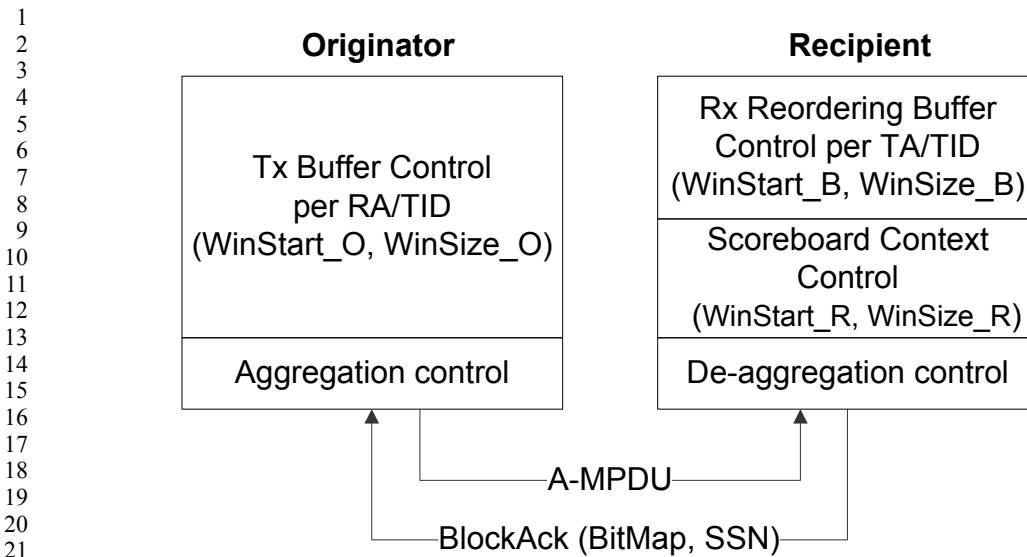 1
2
3
4
5
6
7
8
9
10
11
12
13
14
15
16
17
18
19
20
21
Originator
Tx Buffer Control
per RA/TID
(WinStart_O, WinSize_O)
Aggregation control
Recipient
Rx Reordering Buffer
Control per TA/TID
(WinStart_B, WinSize_B)
Scoreboard Context
Control
(WinStart_R, WinSize_R)
De-aggregation control
A-MPDU
BlockAck (BitMap, SSN)